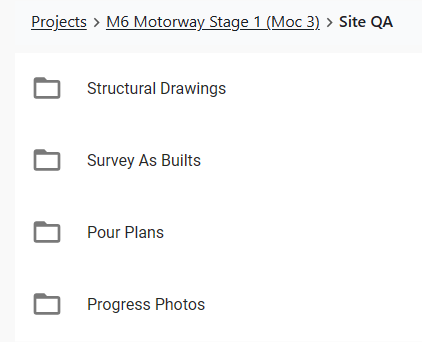 Projects > M6 Motorway Stage 1 (Moc 3) > Site QA
Structural Drawings
Survey As Builts
Pour Plans
Progress Photos